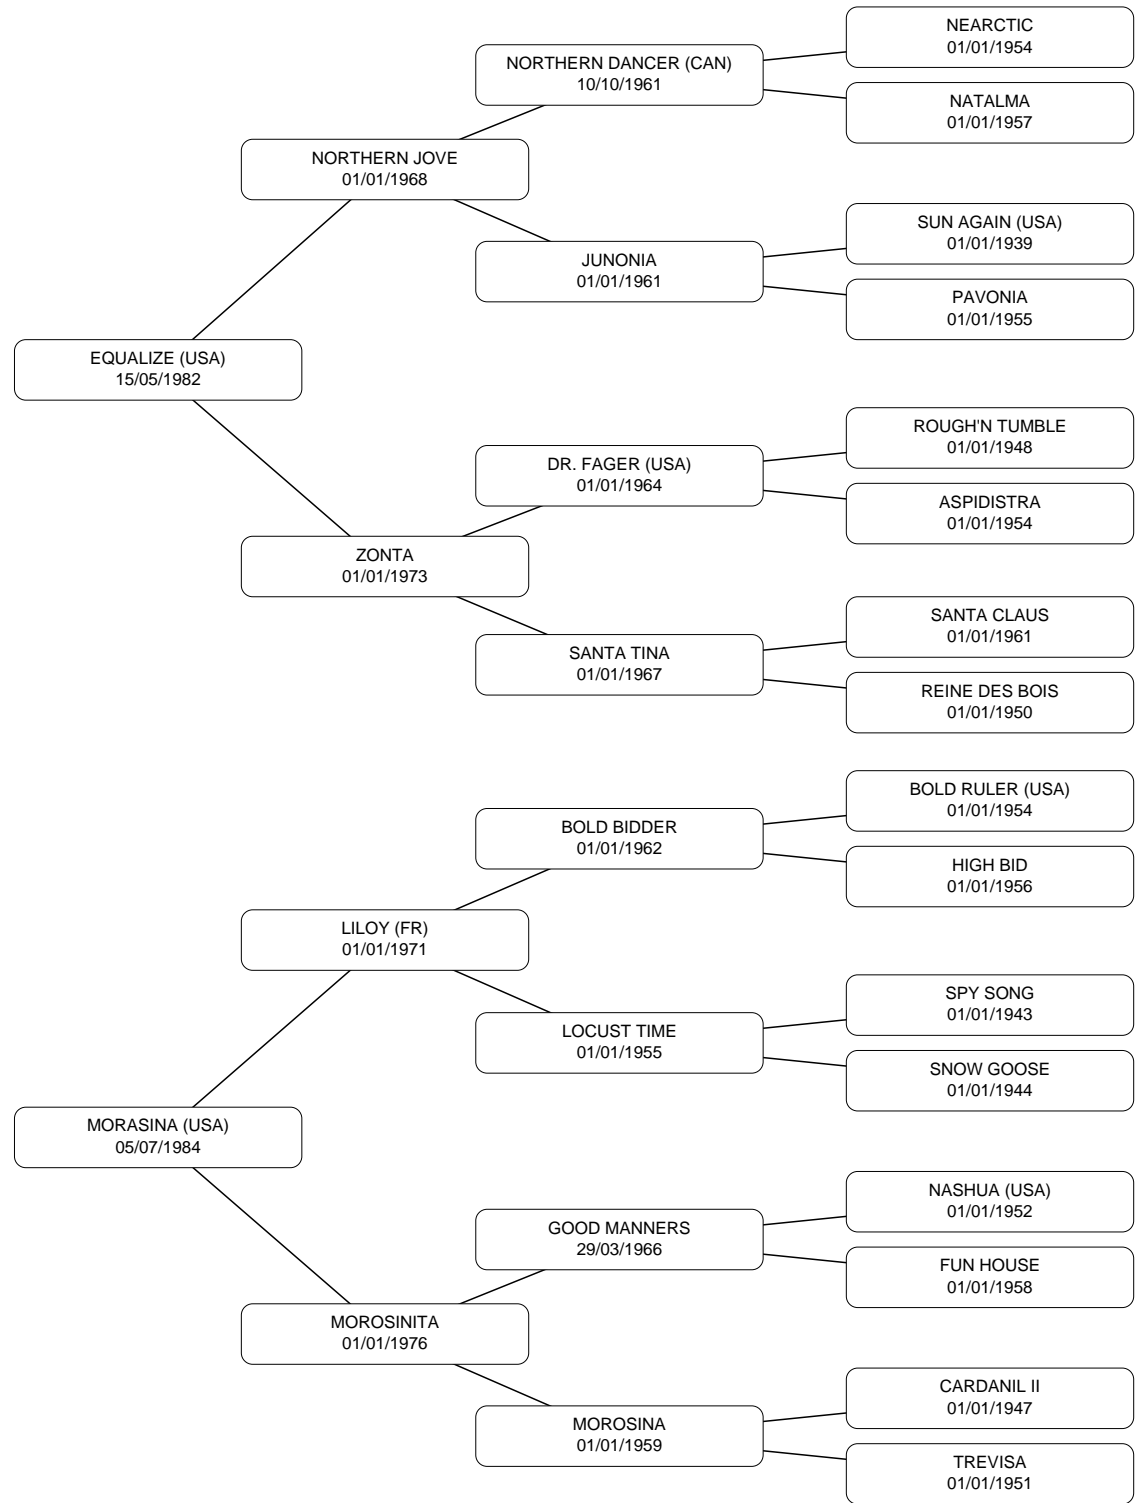 NEARCTIC
01/01/1954
NORTHERN DANCER (CAN)
10/10/1961
NATALMA
01/01/1957
NORTHERN JOVE
01/01/1968
SUN AGAIN (USA)
01/01/1939
JUNONIA
01/01/1961
PAVONIA
01/01/1955
EQUALIZE (USA)
15/05/1982
ROUGH'N TUMBLE
01/01/1948
DR. FAGER (USA)
01/01/1964
ASPIDISTRA
01/01/1954
ZONTA
01/01/1973
SANTA CLAUS
01/01/1961
SANTA TINA
01/01/1967
REINE DES BOIS
01/01/1950
BOLD RULER (USA)
01/01/1954
BOLD BIDDER
01/01/1962
HIGH BID
01/01/1956
LILOY (FR)
01/01/1971
SPY SONG
01/01/1943
LOCUST TIME
01/01/1955
SNOW GOOSE
01/01/1944
MORASINA (USA)
05/07/1984
NASHUA (USA)
01/01/1952
GOOD MANNERS
29/03/1966
FUN HOUSE
01/01/1958
MOROSINITA
01/01/1976
CARDANIL II
01/01/1947
MOROSINA
01/01/1959
TREVISA
01/01/1951